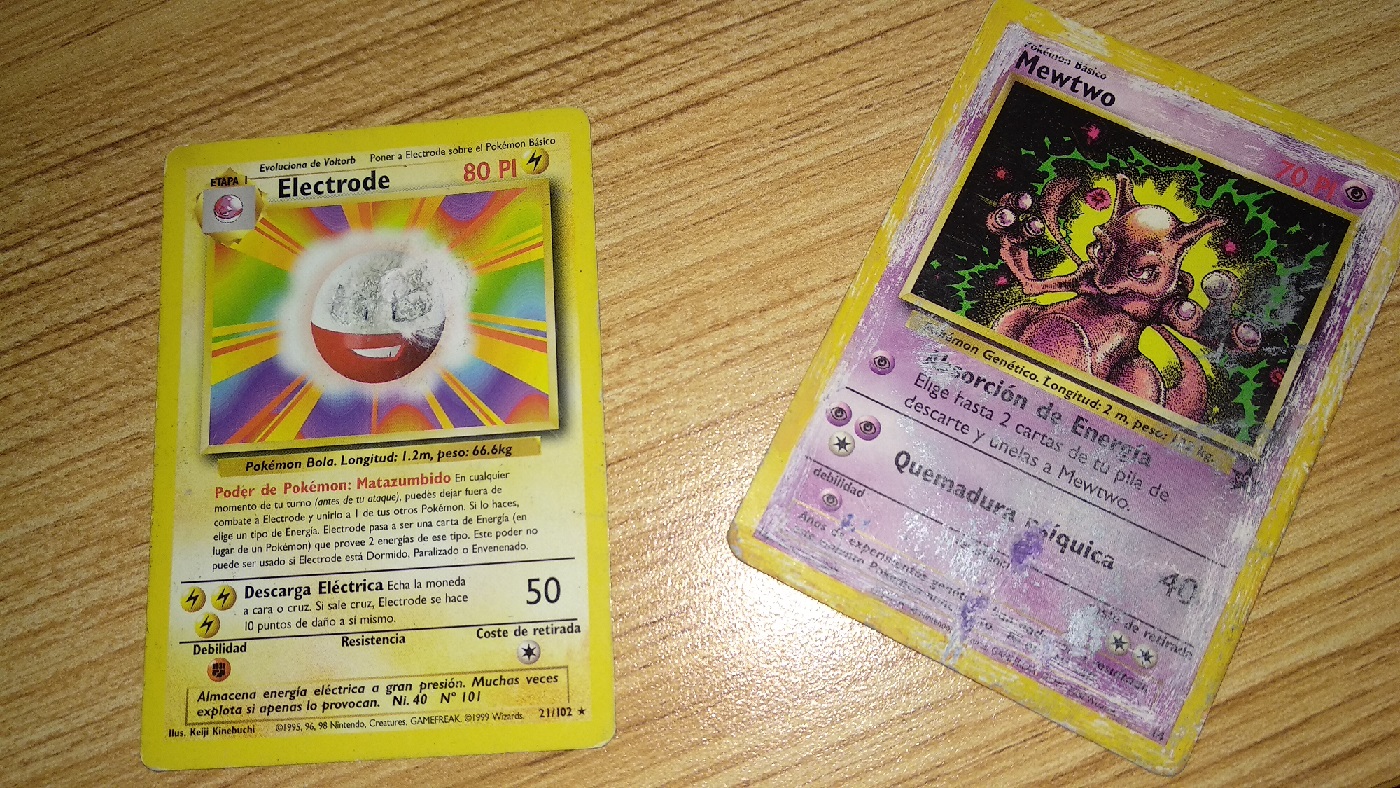 Evoluciona de Voltorb Poner a Electrode sobre el Pokémon Básico
ETAPA 1
Electrode 80 PI
Pokémon Bola. Longitud: 1.2m, peso: 66.6kg
Poder de Pokémon: Matazumbido En cualquier
momento de tu turno (antes de tu ataque), puedes dejar fuera de
combate a Electrode y unirlo a 1 de tus otros Pokémon. Si lo haces,
elige un tipo de Energía. Electrode pasa a ser una carta de Energía (en
lugar de un Pokémon) que provee 2 energías de ese tipo. Este poder no
puede ser usado si Electrode está Dormido, Paralizado o Envenenado.
Descarga Eléctrica Echa la moneda
a cara o cruz. Si sale cruz, Electrode se hace
10 puntos de daño a sí mismo.
50
Debilidad Resistencia Coste de retirada
Almacena energía eléctrica a gran presión. Muchas veces
explota si apenas lo provocan. Ni. 40 Nº 101
Ilus. Keiji Kinebuchi ©1995, 96, 98 Nintendo, Creatures, GAMEFREAK. ©1999 Wizards. 21/102 ★
Pokémon Básico
Mewtwo
70 PI
Pokémon Genético. Longitud: 2 m, peso: kg.
Absorción de Energía
Elige hasta 2 cartas de tu pila de
descarte y únelas a Mewtwo.
Quemadura psíquica 40
debilidad
Coste de retirada
Años de experimentos